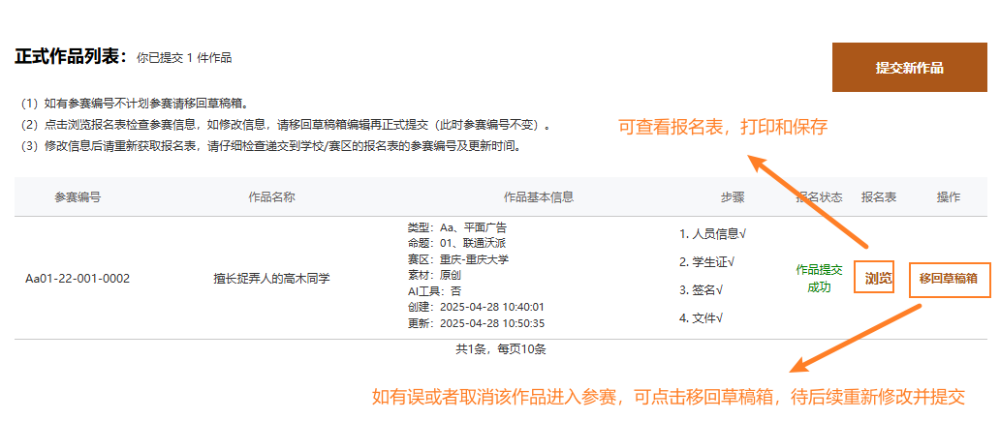 正式作品列表： 你已提交 1 件作品
提交新作品
（1）如有参赛编号不计划参赛请移回草稿箱。
（2）点击浏览报名表检查参赛信息，如修改信息，请移回草稿箱编辑再正式提交（此时参赛编号不变）。
（3）修改信息后请重新获取报名表，请仔细检查递交到学校/赛区的报名表的参赛编号及更新时间。
可查看报名表，打印和保存
参赛编号 作品名称 作品基本信息 步骤 报名状态 报名表 操作
Aa01-22-001-0002
擅长捉弄人的高木同学
类型：Aa、平面广告
命题：01、联通沃派
赛区：重庆-重庆大学
素材：原创
AI工具：否
创建：2025-04-28 10:40:01
更新：2025-04-28 10:50:35
1. 人员信息√
2. 学生证√
3. 签名√
4. 文件√
作品提交
成功
浏览
移回草稿箱
共1条，每页10条
如有误或者取消该作品进入参赛，可点击移回草稿箱，待后续重新修改并提交